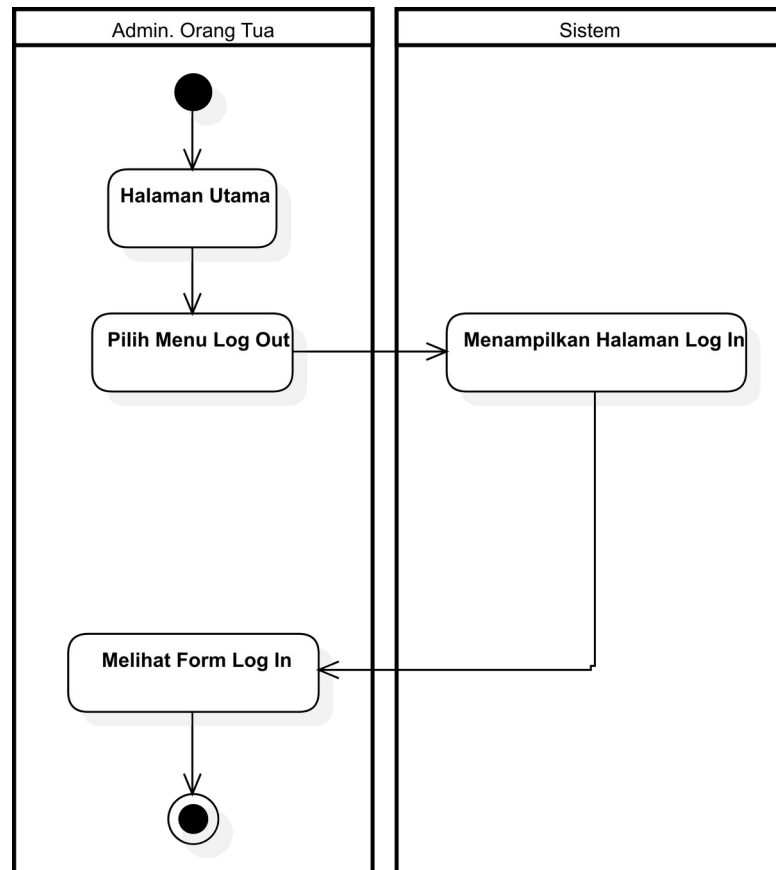 Admin. Orang Tua
Sistem
Halaman Utama
Pilih Menu Log Out
Menampilkan Halaman Log In
Melihat Form Log In